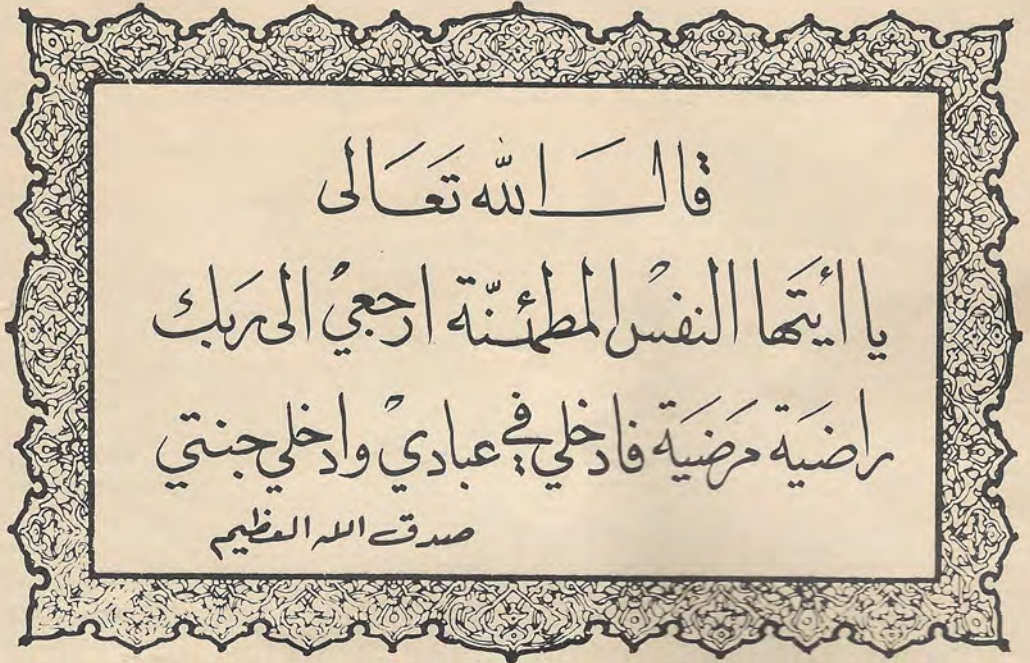 قال الله تعالى
يا ايتها النفس المطمئنة ارجعي الى ربك
راضية مرضية فادخلي في عبادي وادخلي جنتي
صدق الله العظيم